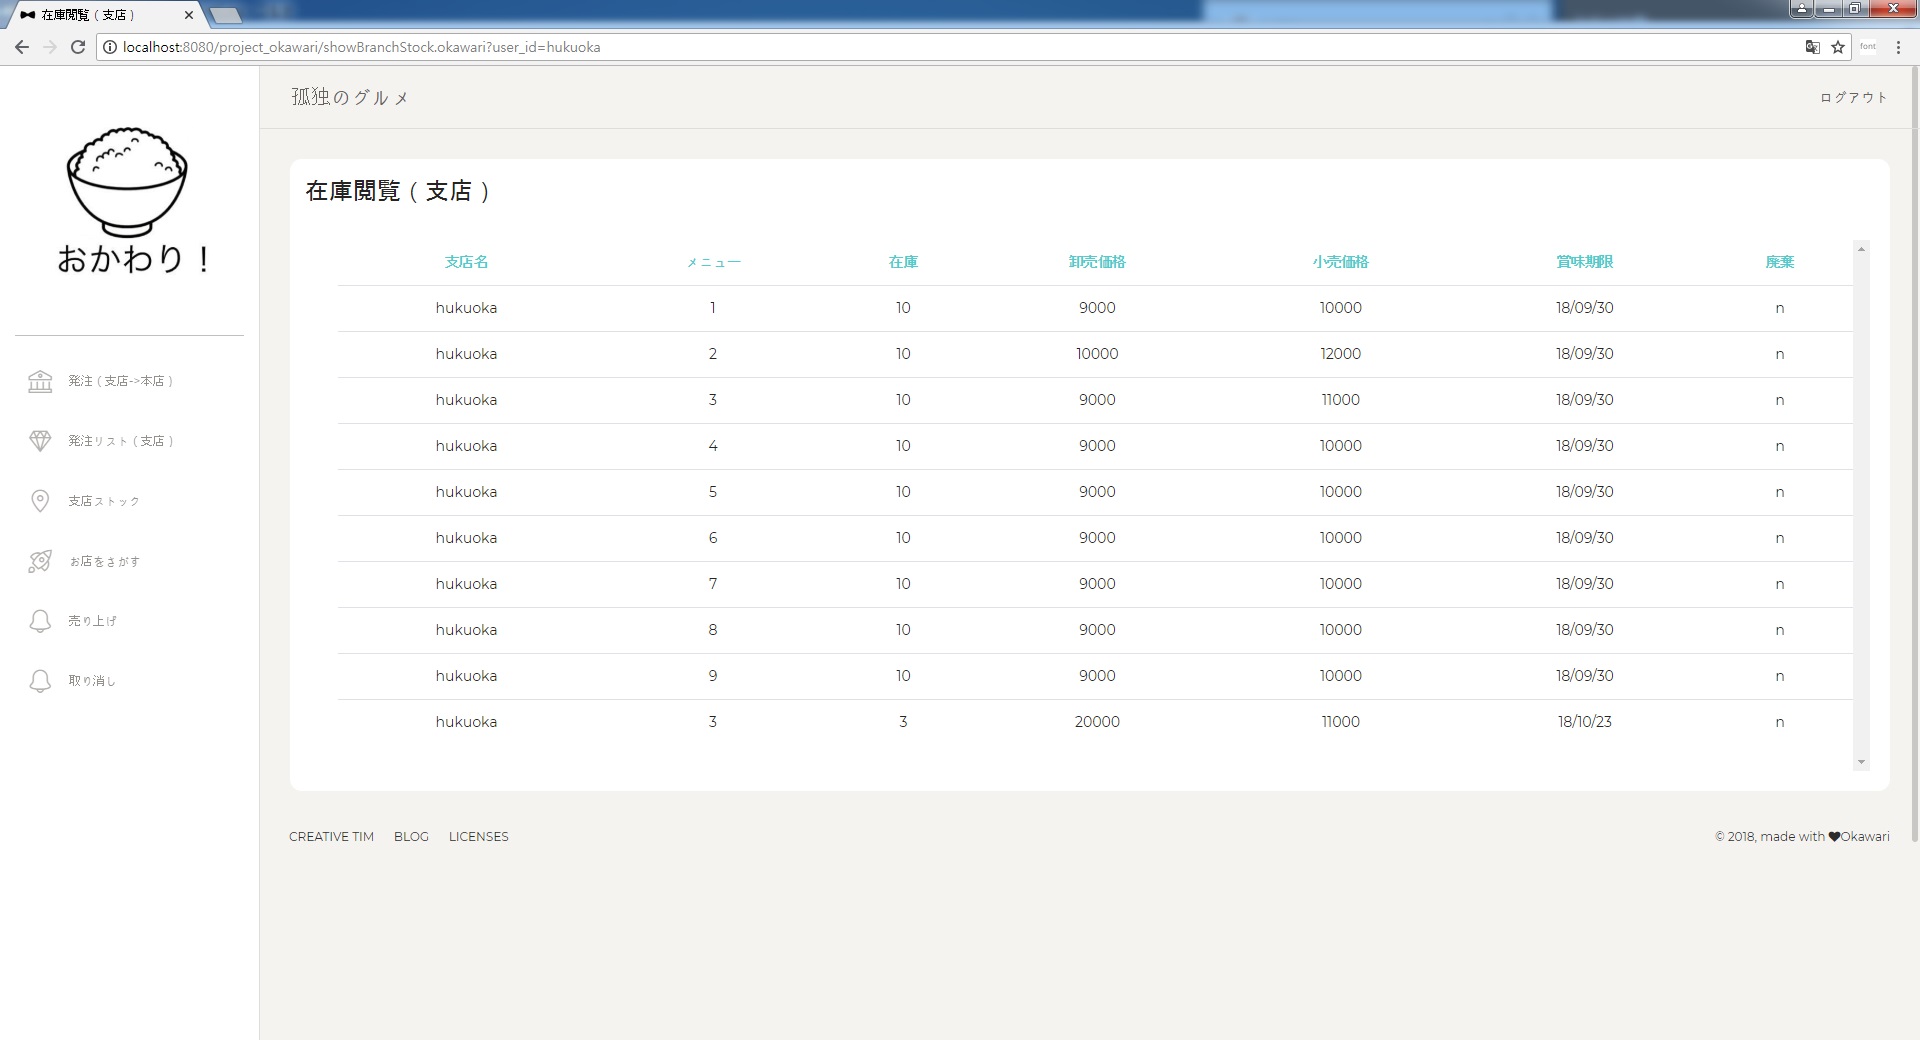 在庫閲覧（支店）
localhost:8080/project_okawari/showBranchStock.okawari?user_id=hukuoka
font
おかわり！
孤独のグルメ
ログアウト
発注（支店->本店）
発注リスト（支店）
支店ストック
お店をさがす
売り上げ
取り消し
在庫閲覧（支店）
支店名 メニュー 在庫 卸売価格 小売価格 賞味期限 廃棄
hukuoka 1 10 9000 10000 18/09/30 n
hukuoka 2 10 10000 12000 18/09/30 n
hukuoka 3 10 9000 11000 18/09/30 n
hukuoka 4 10 9000 10000 18/09/30 n
hukuoka 5 10 9000 10000 18/09/30 n
hukuoka 6 10 9000 10000 18/09/30 n
hukuoka 7 10 9000 10000 18/09/30 n
hukuoka 8 10 9000 10000 18/09/30 n
hukuoka 9 10 9000 10000 18/09/30 n
hukuoka 3 3 20000 11000 18/10/23 n
CREATIVE TIM BLOG LICENSES
© 2018, made with ♥Okawari